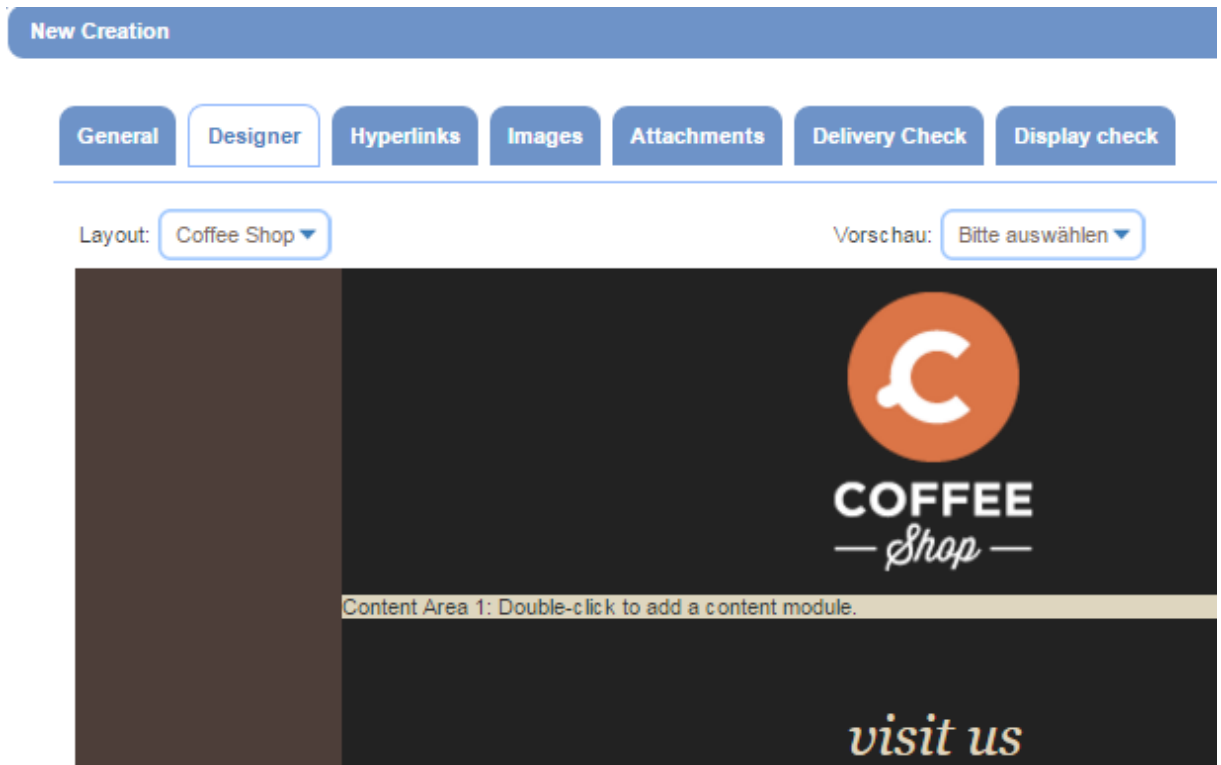 New Creation
General Designer Hyperlinks Images Attachments Delivery Check Display check
Layout: Coffee Shop Vorschau: Bitte auswählen
C
COFFEE
Shop
Content Area 1: Double-click to add a content module.
visit us